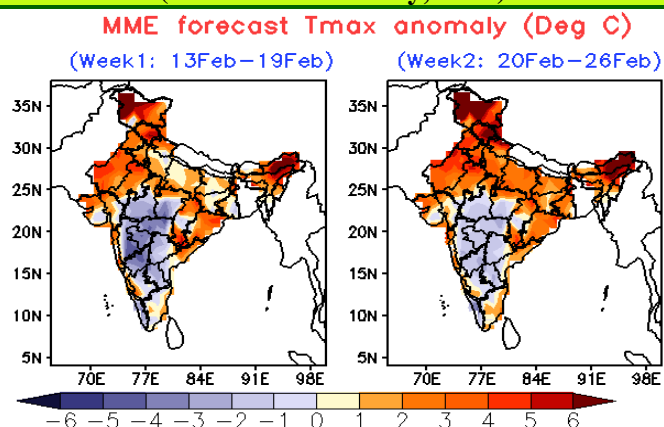 MME forecast Tmax anomaly (Deg C)
(Week1: 13Feb−19Feb)
(Week2: 20Feb−26Feb)
35N
30N
25N
20N
15N
10N
5N
70E 77E 84E 91E 98E
35N
30N
25N
20N
15N
10N
5N
70E 77E 84E 91E 98E
−6 −5 −4 −3 −2 −1 0 1 2 3 4 5 6